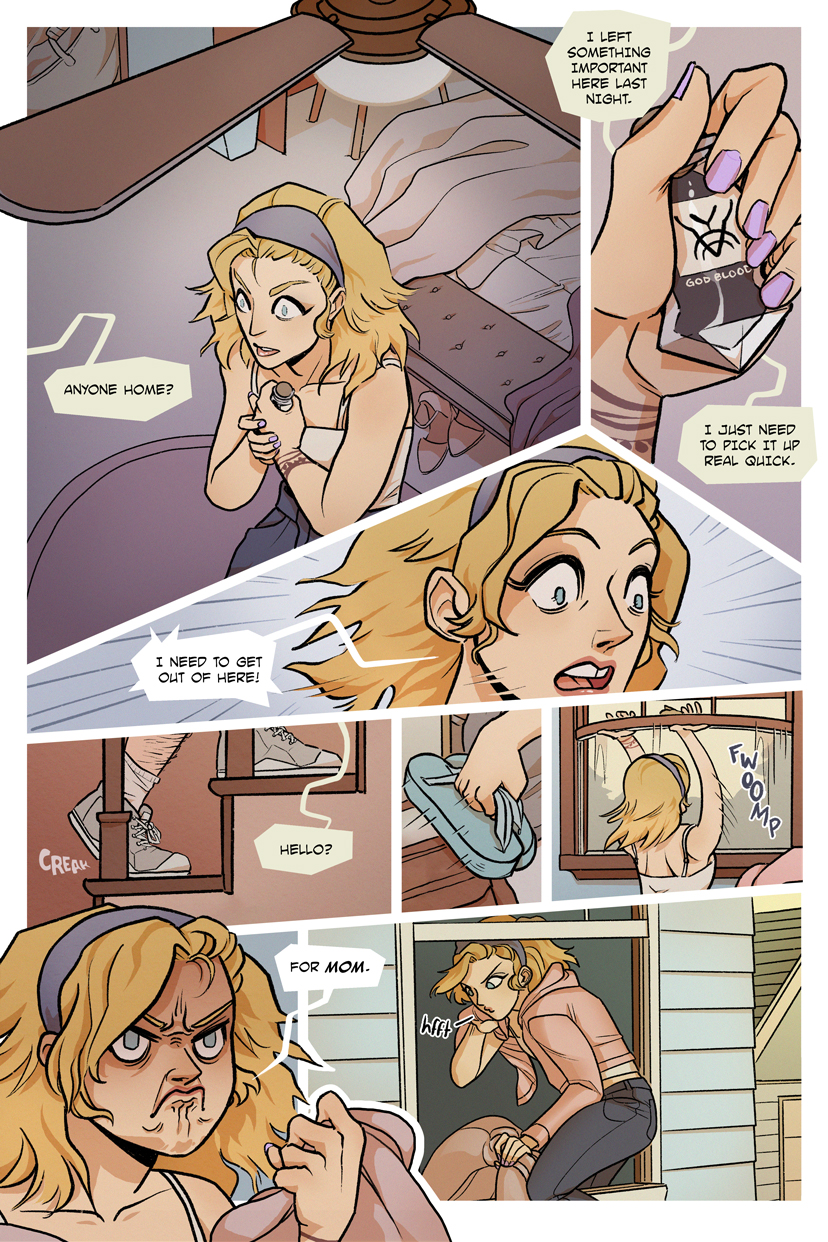 I LEFT
SOMETHING
IMPORTANT
HERE LAST
NIGHT.
ANYONE HOME?
GOD BLOOD
I JUST NEED
TO PICK IT UP
REAL QUICK.
I NEED TO GET
OUT OF HERE!
CREAK
HELLO?
FWOOMP
FOR MOM.
hfft